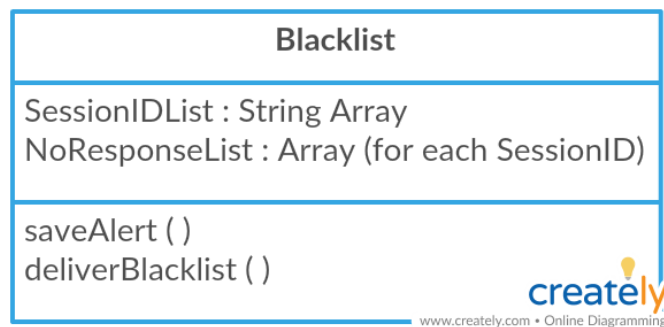 Blacklist
SessionIDList : String Array
NoResponseList : Array (for each SessionID)
saveAlert ( )
deliverBlacklist ( )
creately
www.creately.com • Online Diagramming